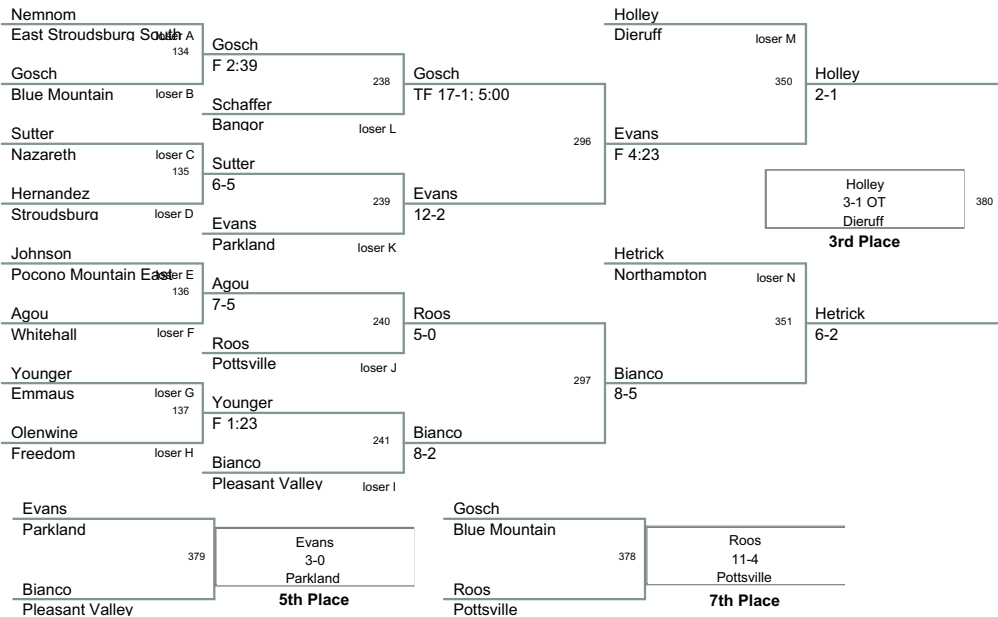 Nemnom
East Stroudsburg South
loser A
134
Gosch
Blue Mountain
loser B
Sutter
Nazareth
loser C
135
Hernandez
Stroudsburg
loser D
Johnson
Pocono Mountain East
loser E
136
Agou
Whitehall
loser F
Younger
Emmaus
loser G
137
Olenwine
Freedom
loser H
Gosch
F 2:39
238
Schaffer
Bangor
loser L
Sutter
6-5
239
Evans
Parkland
loser K
Agou
7-5
240
Roos
Pottsville
loser J
Younger
F 1:23
241
Bianco
Pleasant Valley
loser I
Gosch
TF 17-1; 5:00
296
Evans
12-2
Roos
5-0
297
Bianco
8-2
Holley
Dieruff
loser M
350
Evans
F 4:23
Hetrick
Northampton
loser N
351
Bianco
8-5
Holley
2-1
Holley
3-1 OT
Dieruff
380
3rd Place
Hetrick
6-2
Evans
Parkland
379
Bianco
Pleasant Valley
Evans
3-0
Parkland
5th Place
Gosch
Blue Mountain
378
Roos
Pottsville
Roos
11-4
Pottsville
7th Place